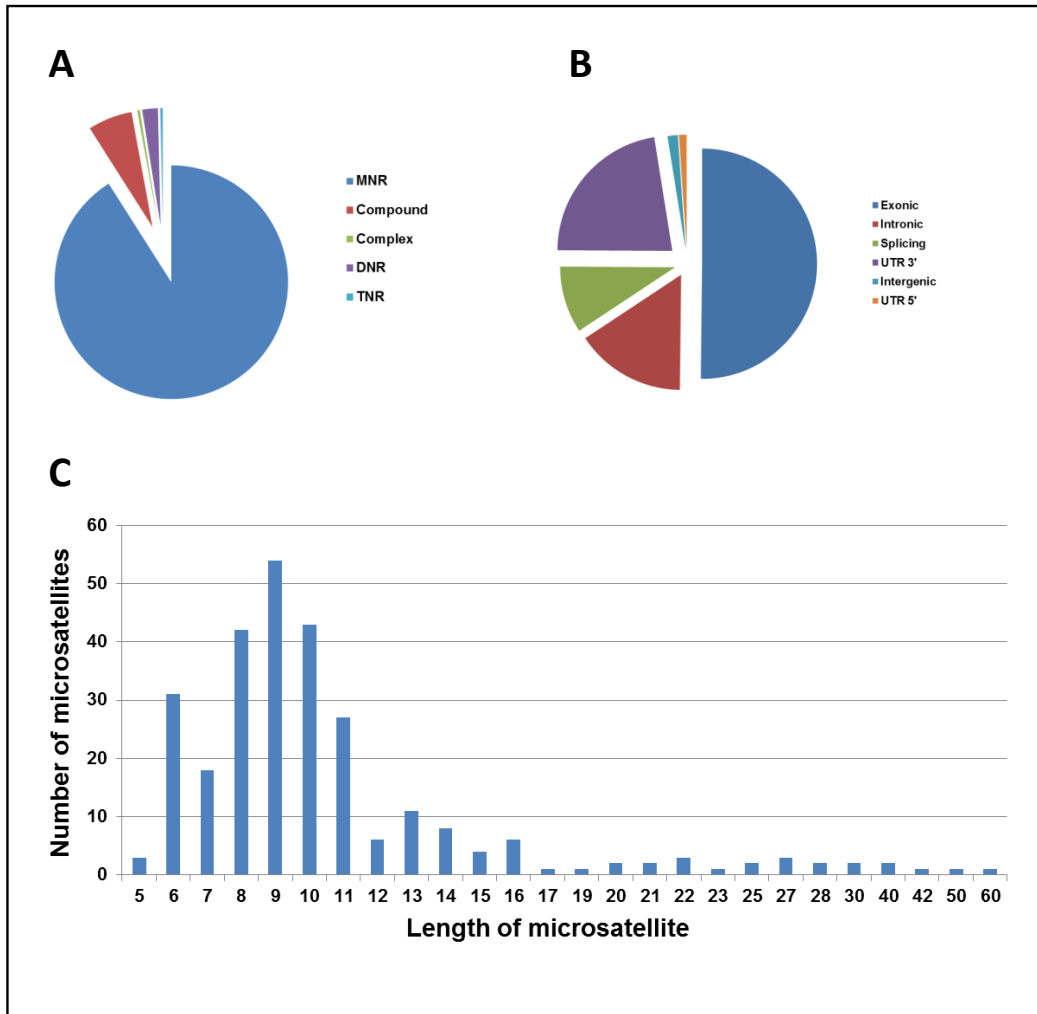 A
B
MNR
Compound
Complex
DNR
TNR
Exonic
Intronic
Splicing
UTR 3'
Intergenic
UTR 5'
C
60
50
40
30
20
10
0
Number of microsatellites
5 6 7 8 9 10 11 12 13 14 15 16 17 19 20 21 22 23 25 27 28 30 40 42 50 60
Length of microsatellite